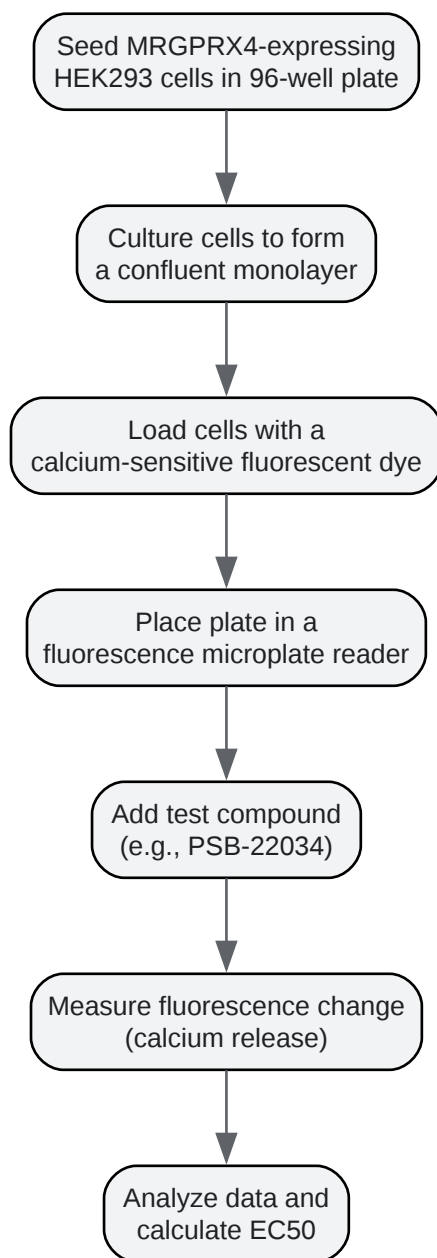 Seed MRGPRX4-expressing
HEK293 cells in 96-well plate
Culture cells to form
a confluent monolayer
Load cells with a
calcium-sensitive fluorescent dye
Place plate in a
fluorescence microplate reader
Add test compound
(e.g., PSB-22034)
Measure fluorescence change
(calcium release)
Analyze data and
calculate EC50